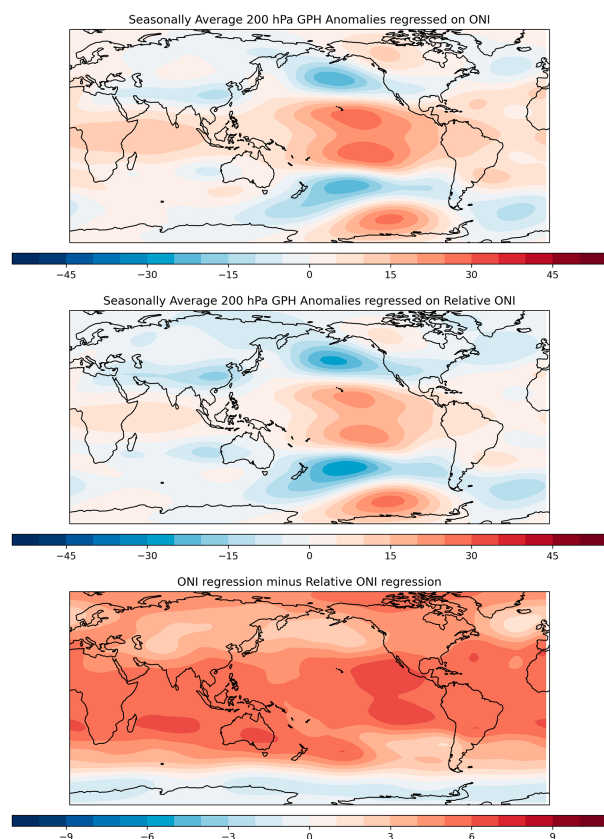 Seasonally Average 200 hPa GPH Anomalies regressed on ONI
−45 −30 −15 0 15 30 45
Seasonally Average 200 hPa GPH Anomalies regressed on Relative ONI
−45 −30 −15 0 15 30 45
ONI regression minus Relative ONI regression
−9 −6 −3 0 3 6 9